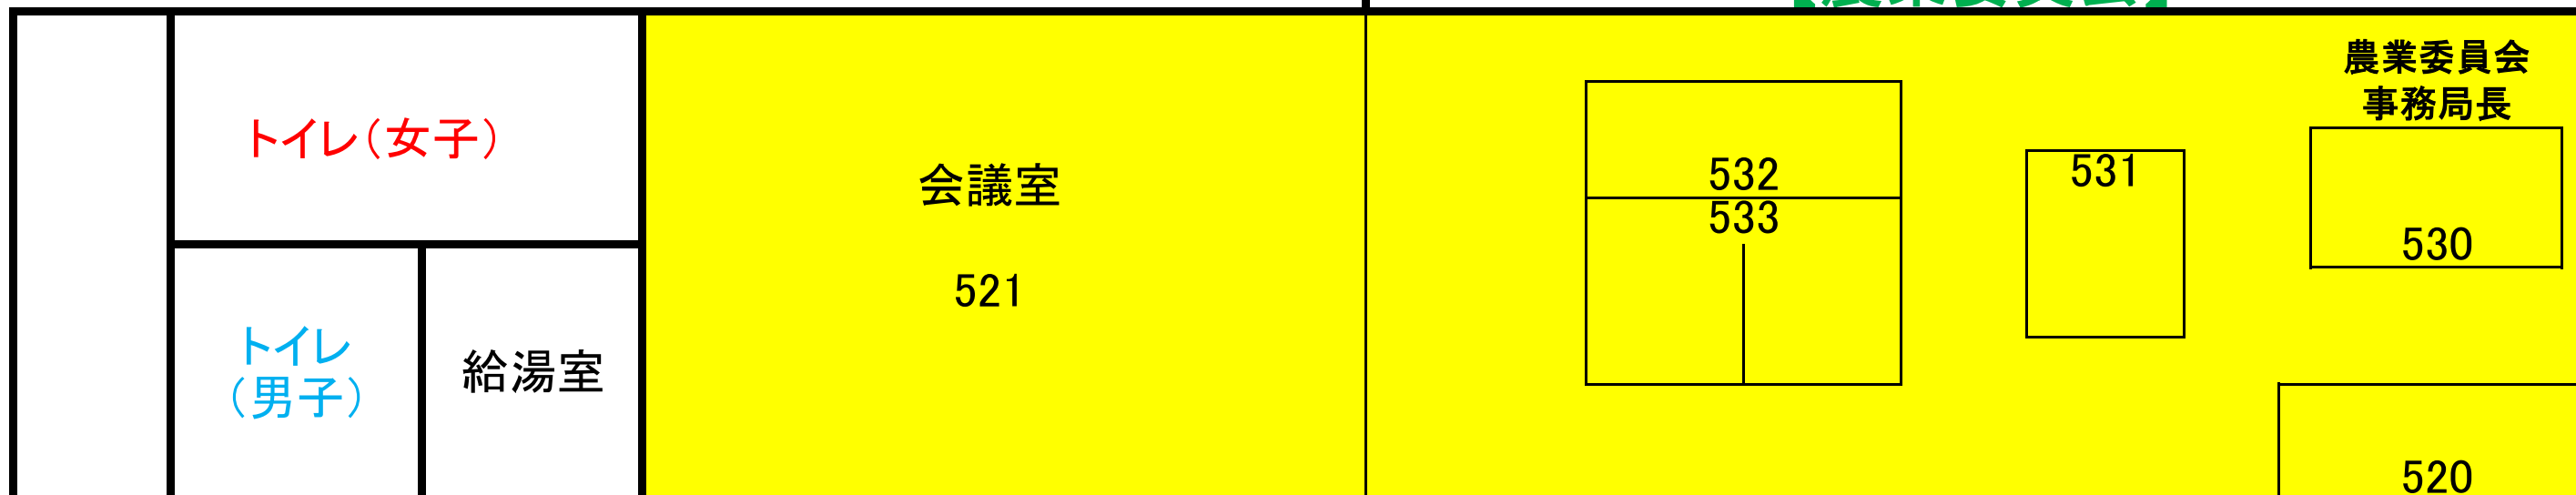 トイレ(女子)
トイレ
(男子)
給湯室
会議室
521
532
533
531
農業委員会
事務局長
530
520